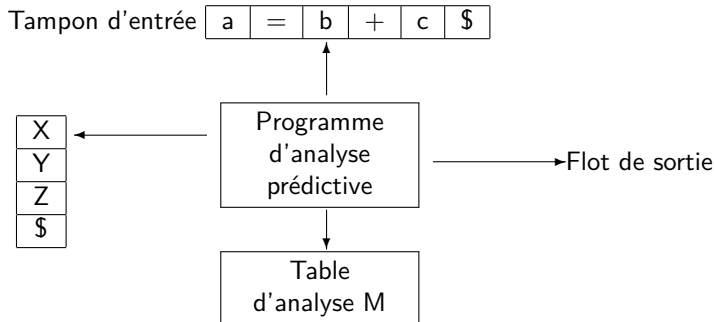 Tampon d'entrée a = b + c $
X
Y
Z
$
Programme
d'analyse
prédictive
Flot de sortie
Table
d'analyse M